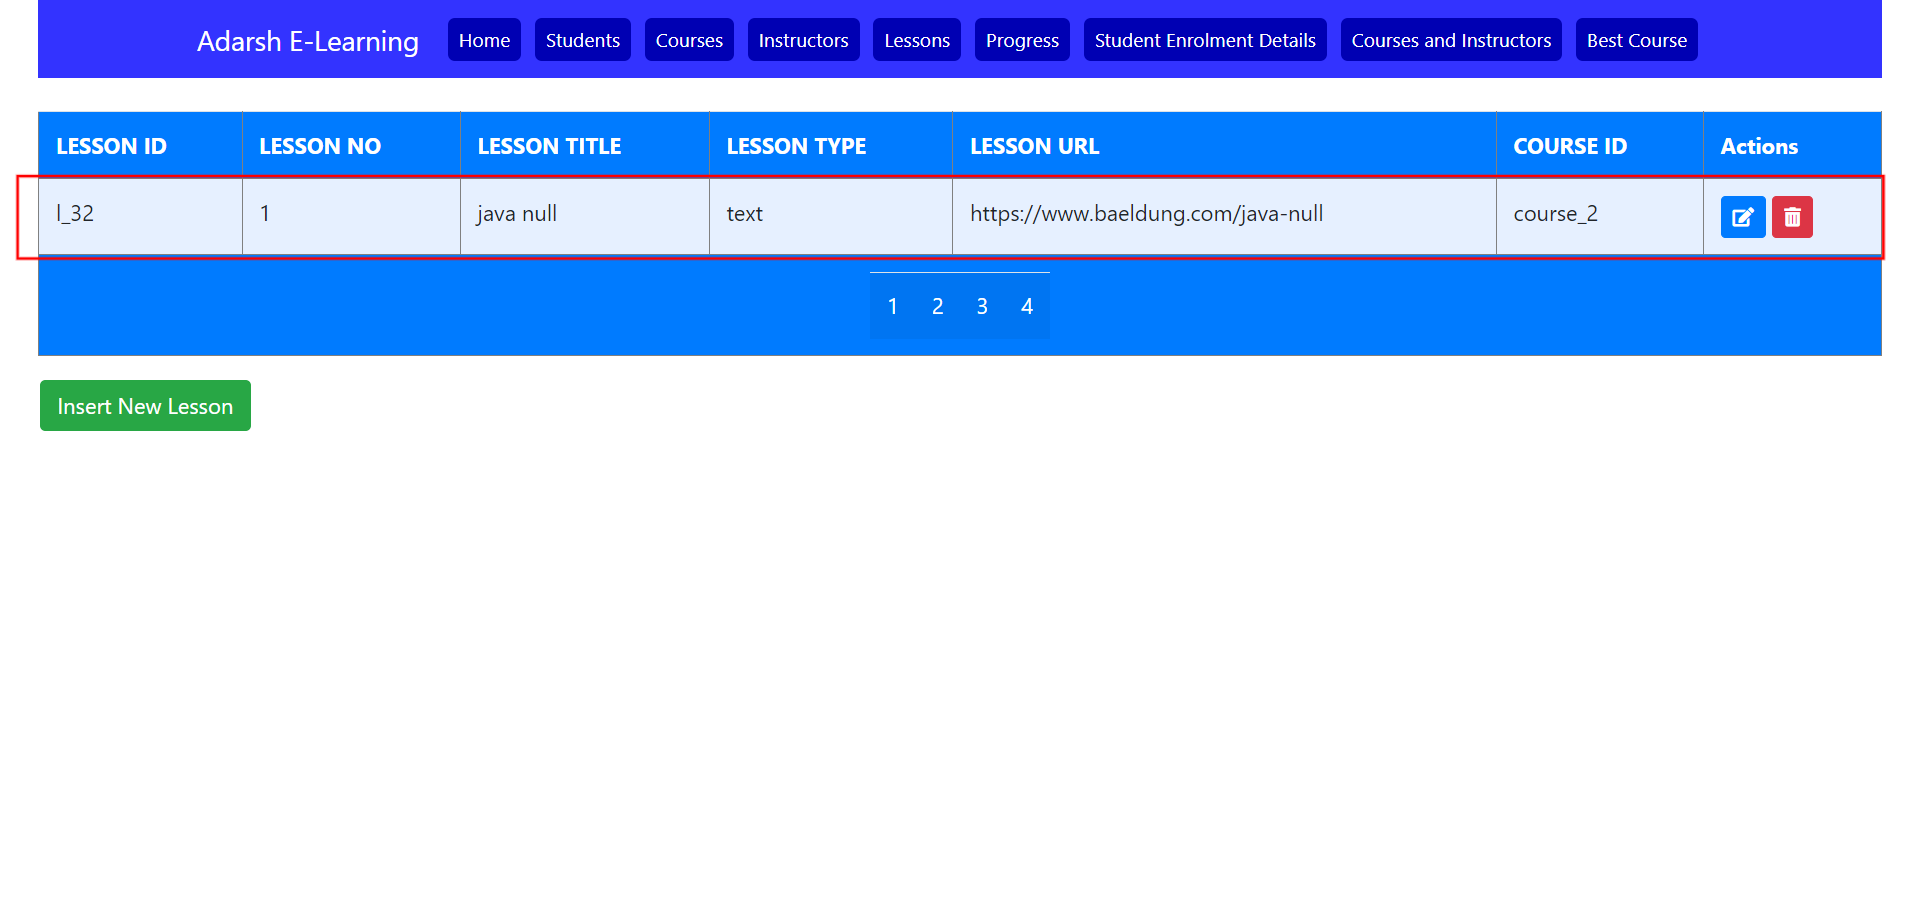 Adarsh E-Learning Home Students Courses Instructors Lessons Progress Student Enrolment Details Courses and Instructors Best Course
LESSON ID LESSON NO LESSON TITLE LESSON TYPE LESSON URL COURSE ID Actions
l_32 1 java null text https://www.baeldung.com/java-null course_2
1 2 3 4
Insert New Lesson